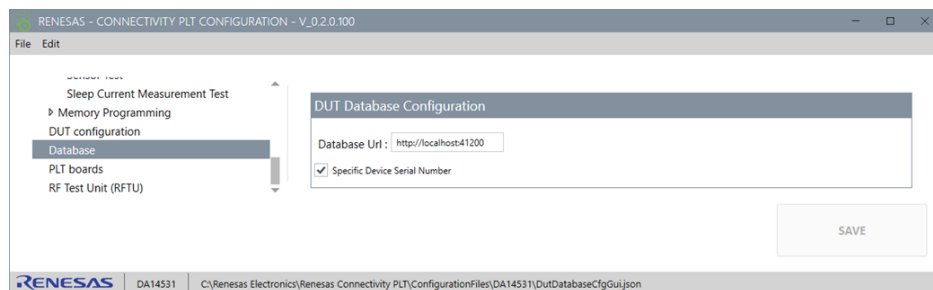 RENESAS - CONNECTIVITY PLT CONFIGURATION - V_0.2.0.100
File Edit
Sleep Current Measurement Test
Memory Programming
DUT configuration
Database
PLT boards
RF Test Unit (RFTU)
DUT Database Configuration
Database Url : http://localhost:41200
Specific Device Serial Number
SAVE
RENESAS DA14531 C:\Renesas Electronics\Renesas Connectivity PLT\ConfigurationFiles\DA14531\DutDatabaseCfgGui.json